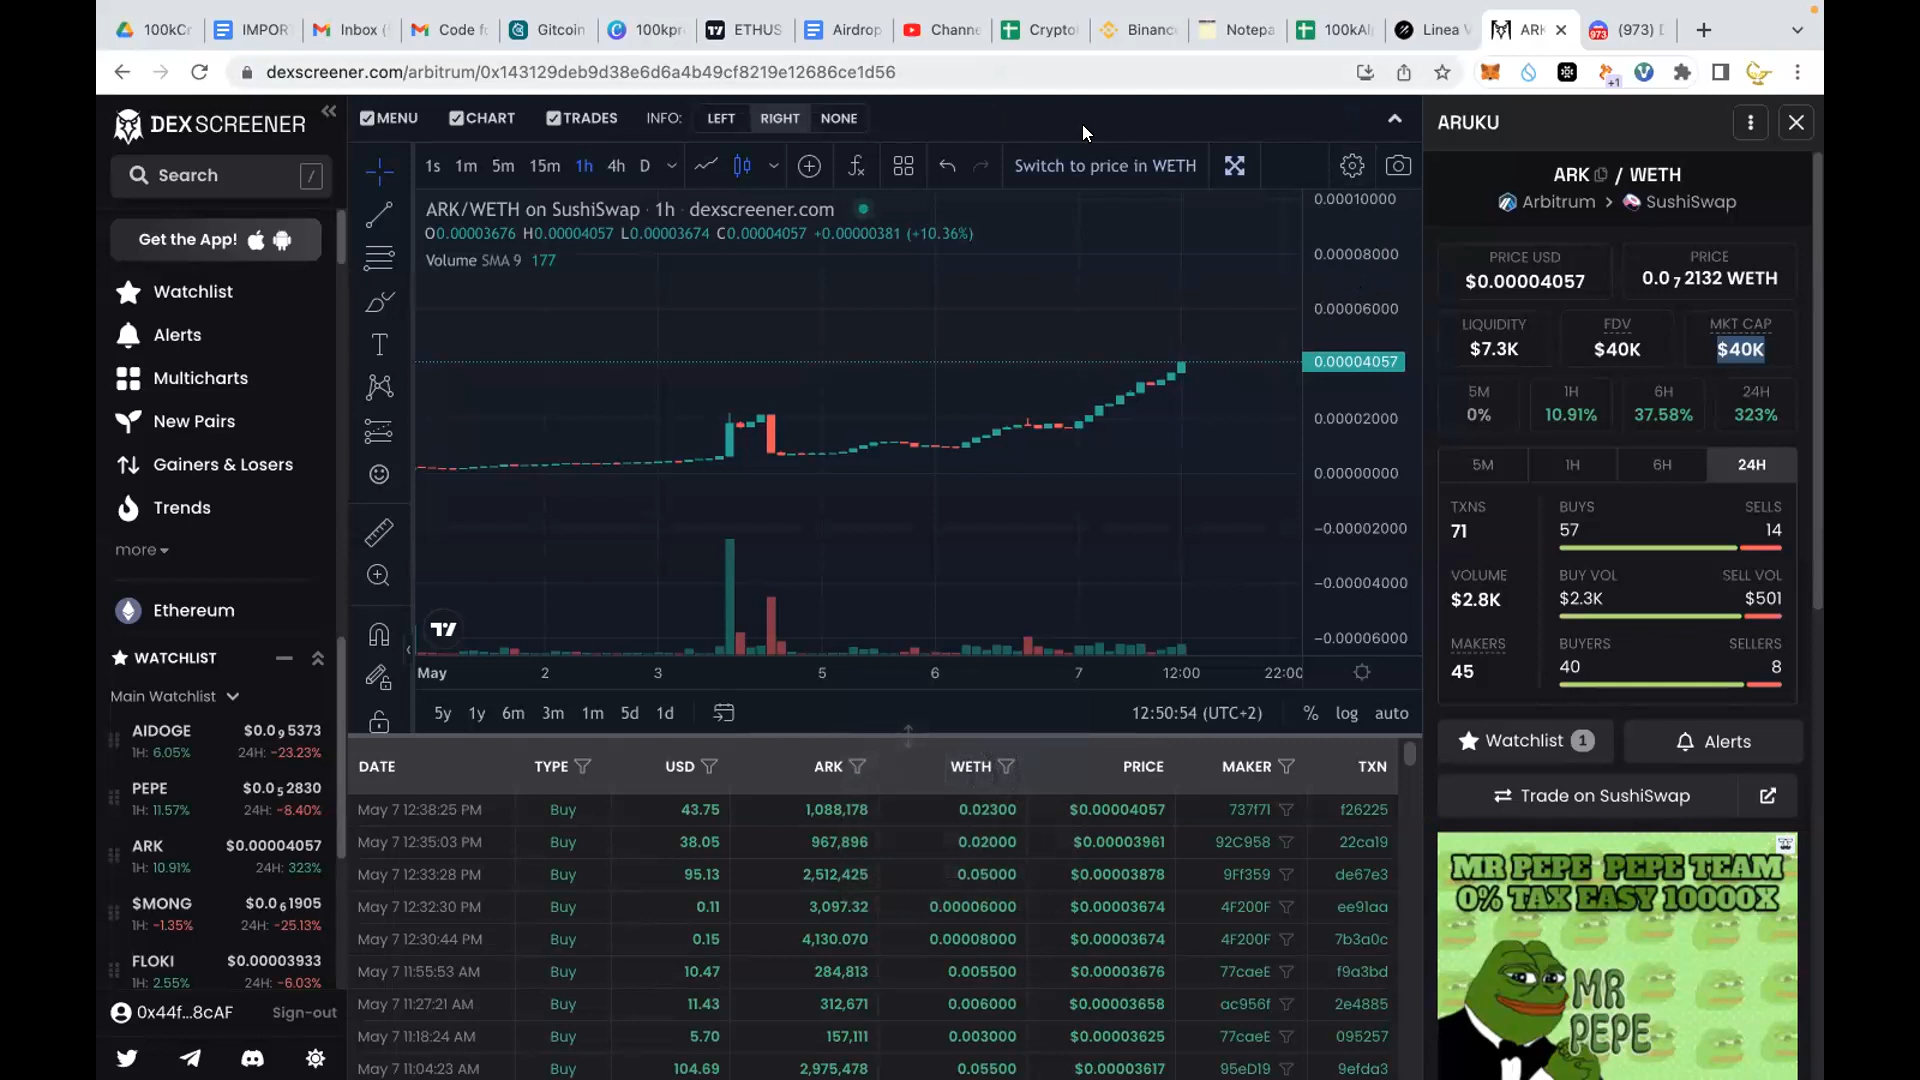 100kCr
IMPOR
Inbox (
Code fo
Gitcoin
100kpr
ETHUS
Airdrop
Channe
Crypto
Binanc
Notepa
100kAl
Linea V
ARK
973
(973) D
dexscreener.com/arbitrum/0x143129deb9d38e6d6a4b49cf8219e12686ce1d56
+1
DEXSCREENER
Search /
Get the App!
Watchlist
Alerts
Multicharts
New Pairs
Gainers & Losers
Trends
more
Ethereum
WATCHLIST
Main Watchlist
AIDOGE $0.0₉5373
1H: 6.05% 24H: -23.23%
PEPE $0.0₅2830
1H: 11.57% 24H: -8.40%
ARK $0.00004057
1H: 10.91% 24H: 323%
$MONG $0.0₆1905
1H: -1.35% 24H: -25.13%
FLOKI $0.00003933
1H: 2.55% 24H: -6.03%
0x44f...8cAF Sign-out
MENU CHART TRADES INFO: LEFT RIGHT NONE
1s 1m 5m 15m 1h 4h D Switch to price in WETH
ARK/WETH on SushiSwap · 1h · dexscreener.com
O0.00003676 H0.00004057 L0.00003674 C0.00004057 +0.00000381 (+10.36%)
Volume SMA 9 177
0.00010000
0.00008000
0.00006000
0.00004057
0.00002000
0.00000000
−0.00002000
−0.00004000
−0.00006000
May 2 3 5 6 7 12:00 22:00
5y 1y 6m 3m 1m 5d 1d 12:50:54 (UTC+2) % log auto
DATE TYPE USD ARK WETH PRICE MAKER TXN
May 7 12:38:25 PM Buy 43.75 1,088,178 0.02300 $0.00004057 737f71 f26225
May 7 12:35:03 PM Buy 38.05 967,896 0.02000 $0.00003961 92C958 22ca19
May 7 12:33:28 PM Buy 95.13 2,512,425 0.05000 $0.00003878 9Ff359 de67e3
May 7 12:32:30 PM Buy 0.11 3,097.32 0.00006000 $0.00003674 4F200F ee91aa
May 7 12:30:44 PM Buy 0.15 4,130.070 0.00008000 $0.00003674 4F200F 7b3a0c
May 7 11:55:53 AM Buy 10.47 284,813 0.005500 $0.00003676 77caeE f9a3bd
May 7 11:27:21 AM Buy 11.43 312,671 0.006000 $0.00003658 ac956f 2e4885
May 7 11:18:24 AM Buy 5.70 157,111 0.003000 $0.00003625 77caeE 095257
May 7 11:04:23 AM Buy 104.69 2,975,478 0.05500 $0.00003617 95eD19 9efda3
ARUKU
ARK / WETH
Arbitrum > SushiSwap
PRICE USD
$0.00004057
PRICE
0.0₇2132 WETH
LIQUIDITY
$7.3K
FDV
$40K
MKT CAP
$40K
5M 1H 6H 24H
0% 10.91% 37.58% 323%
5M 1H 6H 24H
TXNS BUYS SELLS
71 57 14
VOLUME BUY VOL SELL VOL
$2.8K $2.3K $501
MAKERS BUYERS SELLERS
45 40 8
Watchlist 1
Alerts
Trade on SushiSwap
MR PEPE PEPE TEAM
0% TAX EASY 10000X
MR
PEPE